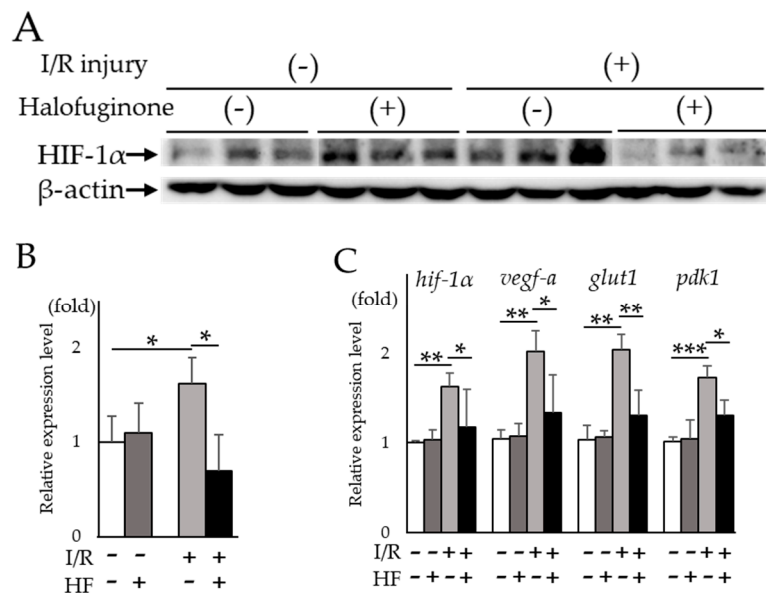 A
I/R injury (-) (+)
Halofuginone (-) (+) (-) (+)
HIF-1α
β-actin
B
(fold)
Relative expression level
2
1
0
* *
I/R - - + +
HF - + - +
C
hif-1α vegf-a glut1 pdk1
(fold)
Relative expression level
2
1
0
** * ** * ** ** *** *
I/R - - + + - - + + - - + + - - + +
HF - + - + - + - + - + - + - + - +